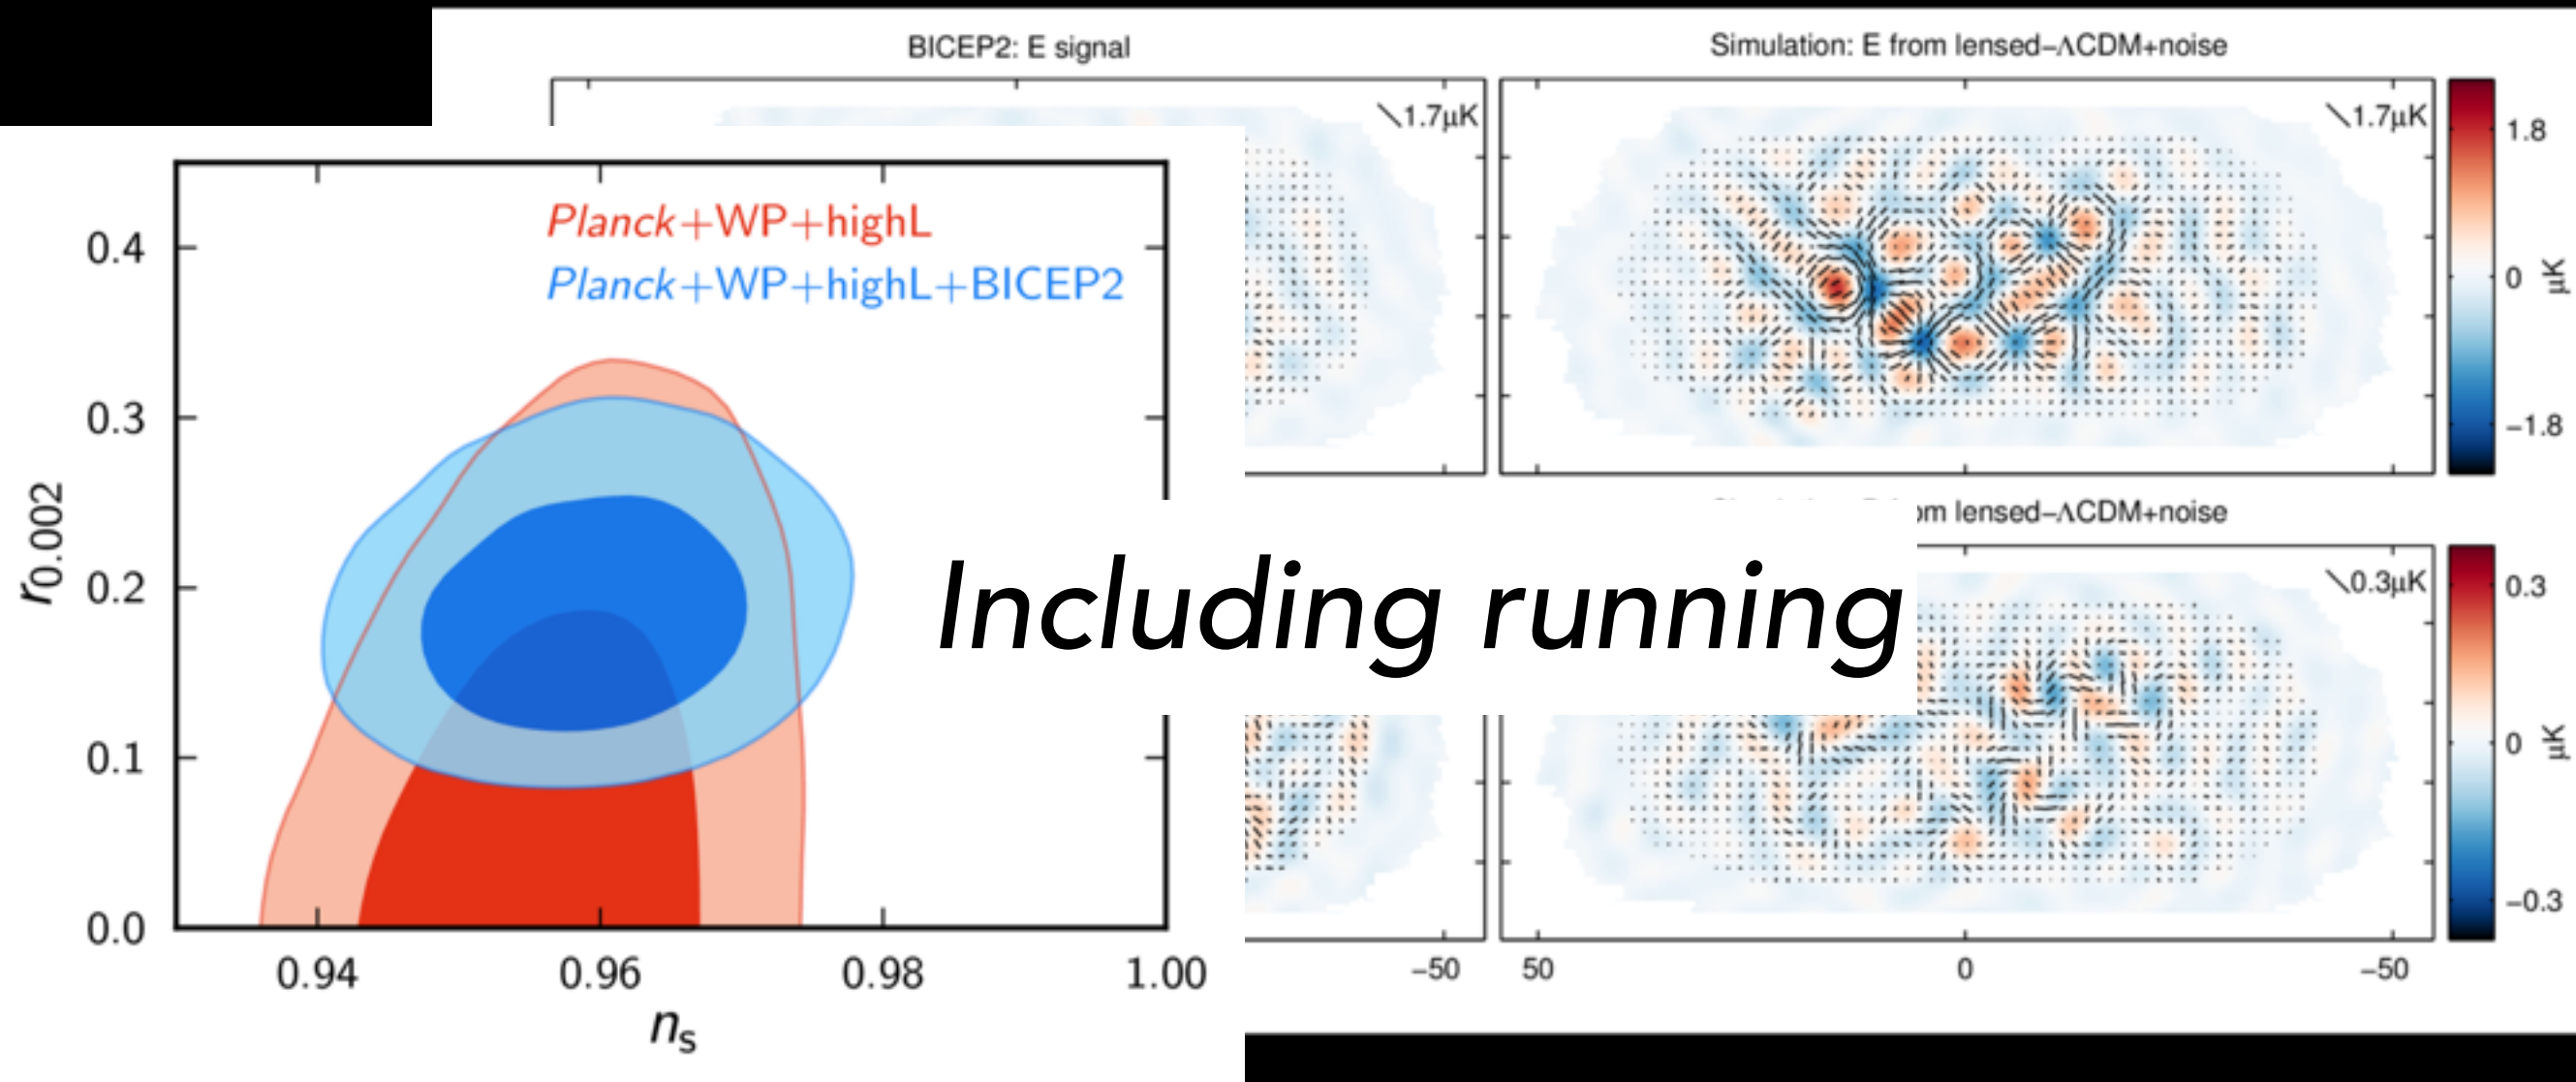 BICEP2: E signal
Simulation: E from lensed−ΛCDM+noise
1.7μK
1.7μK
1.8
0
−1.8
μK
Planck+WP+highL
Planck+WP+highL+BICEP2
0.4
0.3
0.2
0.1
0.0
r0.002
0.94
0.96
0.98
1.00
ns
Including running
om lensed−ΛCDM+noise
0.3μK
0.3
0
−0.3
μK
−50
50
0
−50